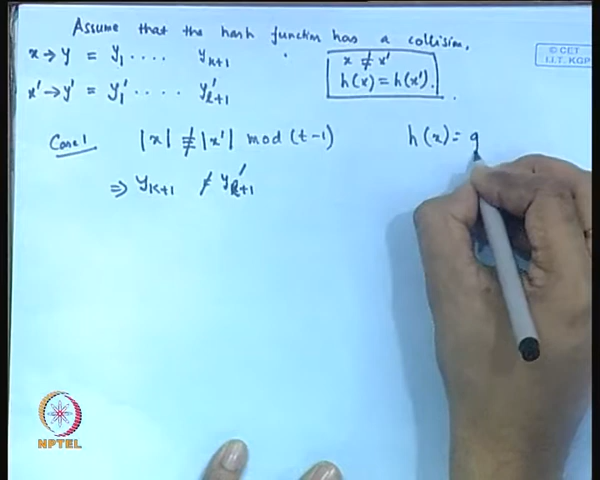 Assume that the hash function has a collision.
© CET
I.I.T. KGP
x → y = y₁ .... yₖ₊₁
x' → y' = y₁' .... y'ₗ₊₁
x ≠ x'
h(x) = h(x').
Case 1 |x| ≢ |x'| mod (t-1)
h(x) = g
⇒ yₖ₊₁ ≠ y'ₗ₊₁
NPTEL